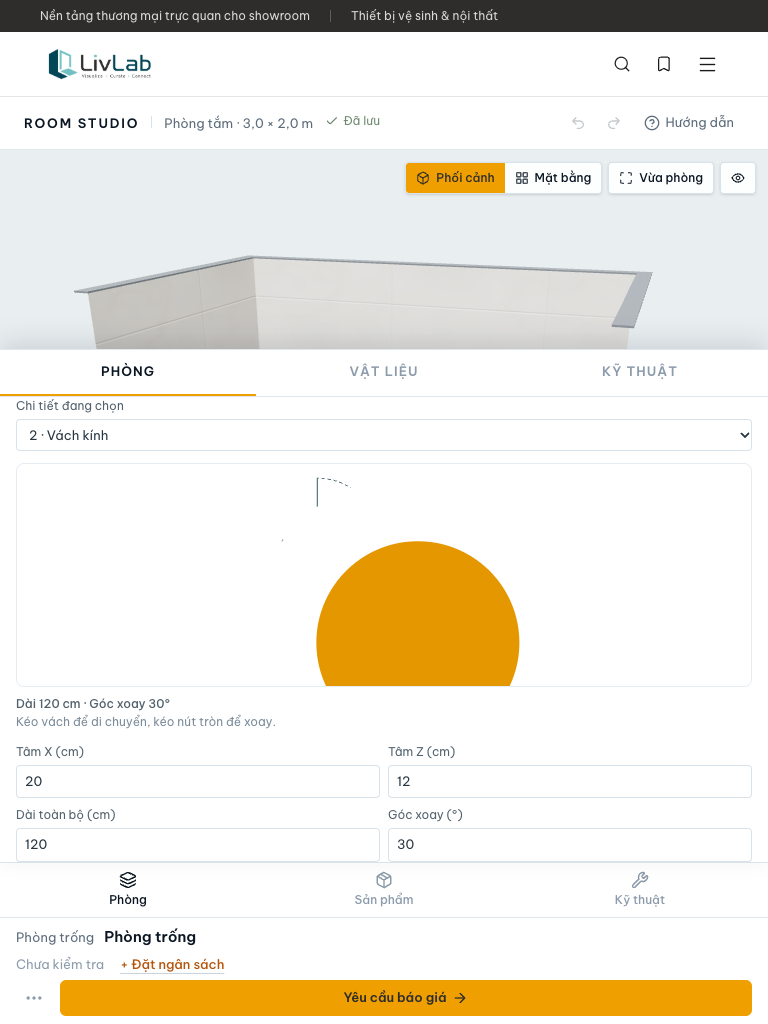 Nền tảng thương mại trực quan cho showroom
Thiết bị vệ sinh & nội thất
LivLab
Visualize · Curate · Connect
ROOM STUDIO
Phòng tắm · 3,0 × 2,0 m
Đã lưu
Hướng dẫn
Phối cảnh
Mặt bằng
Vừa phòng
PHÒNG
VẬT LIỆU
KỸ THUẬT
Chi tiết đang chọn
2 · Vách kính
Dài 120 cm · Góc xoay 30°
Kéo vách để di chuyển, kéo nút tròn để xoay.
Tâm X (cm)
Tâm Z (cm)
20
12
Dài toàn bộ (cm)
Góc xoay (°)
120
30
Phòng
Sản phẩm
Kỹ thuật
Phòng trống Phòng trống
Chưa kiểm tra
+ Đặt ngân sách
Yêu cầu báo giá →